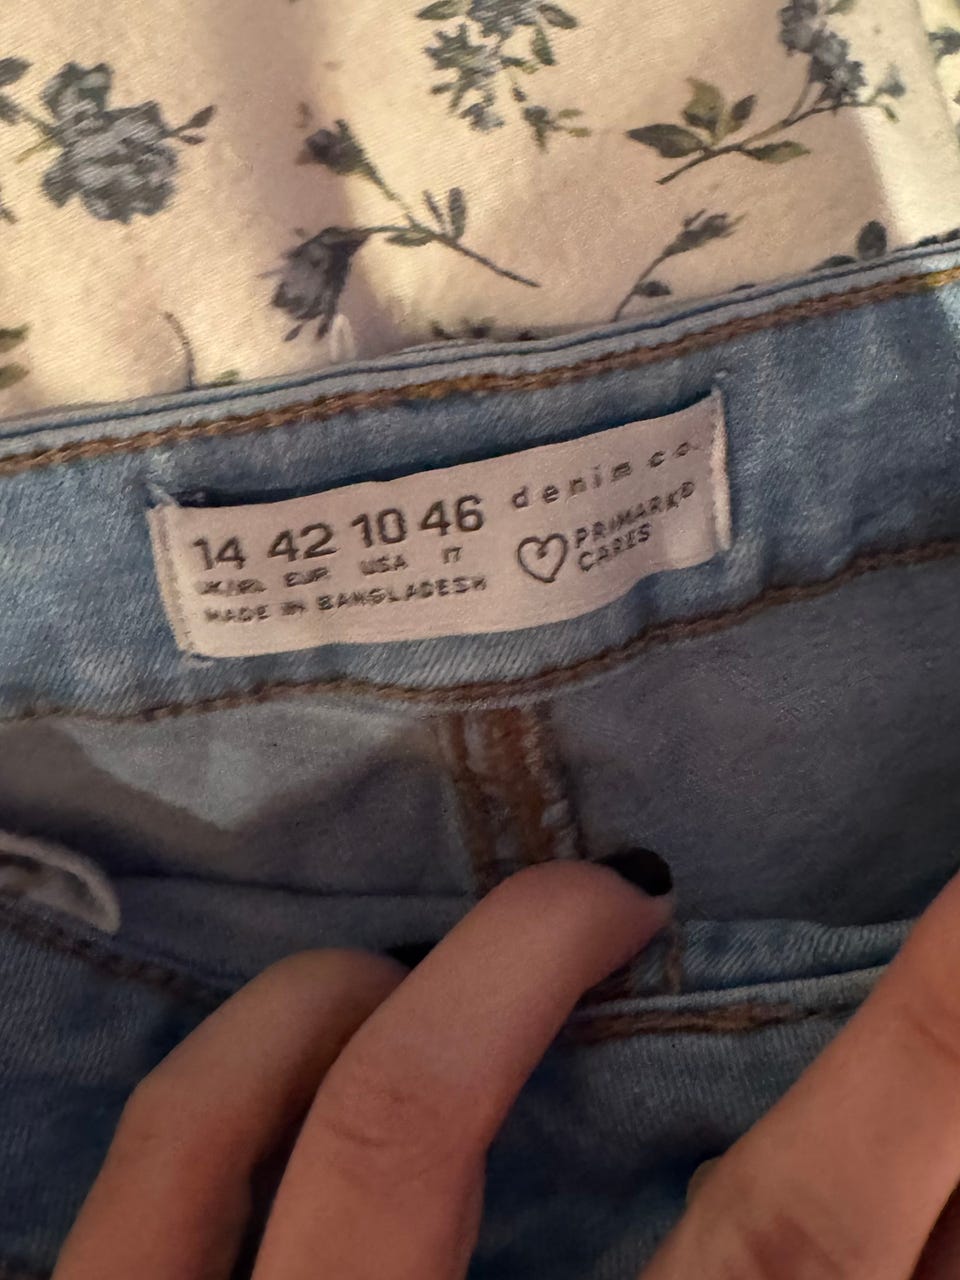 14 42 10 46
UK/IRL EUR USA IT
MADE IN BANGLADESH
denim co.
PRIMARK®
CARES